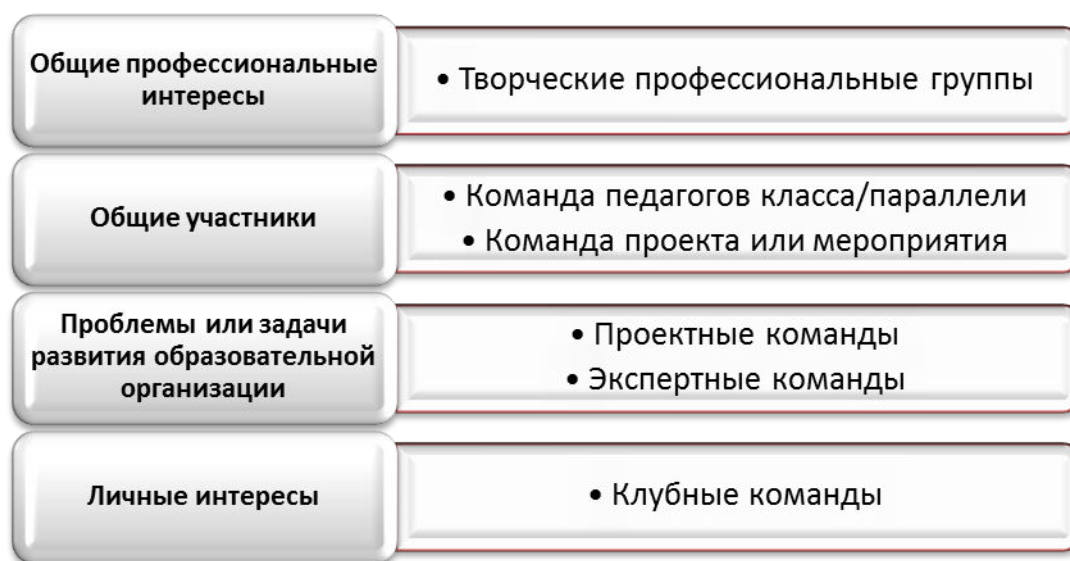 Общие профессиональные
интересы
• Творческие профессиональные группы
Общие участники
• Команда педагогов класса/параллели
• Команда проекта или мероприятия
Проблемы или задачи
развития образовательной
организации
• Проектные команды
• Экспертные команды
Личные интересы
• Клубные команды